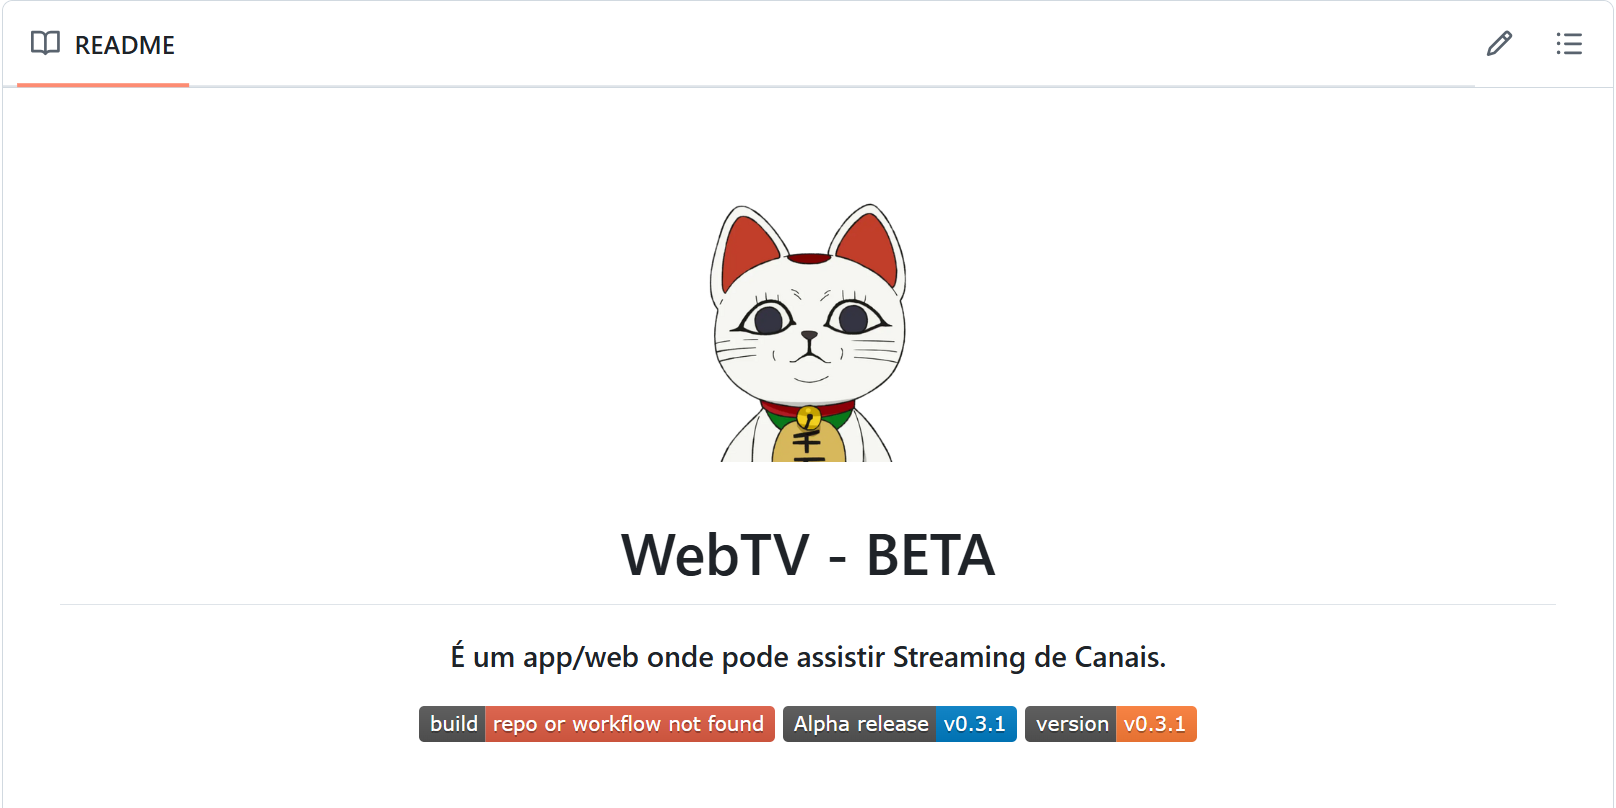 README
千
WebTV - BETA
É um app/web onde pode assistir Streaming de Canais.
build repo or workflow not found Alpha release v0.3.1 version v0.3.1